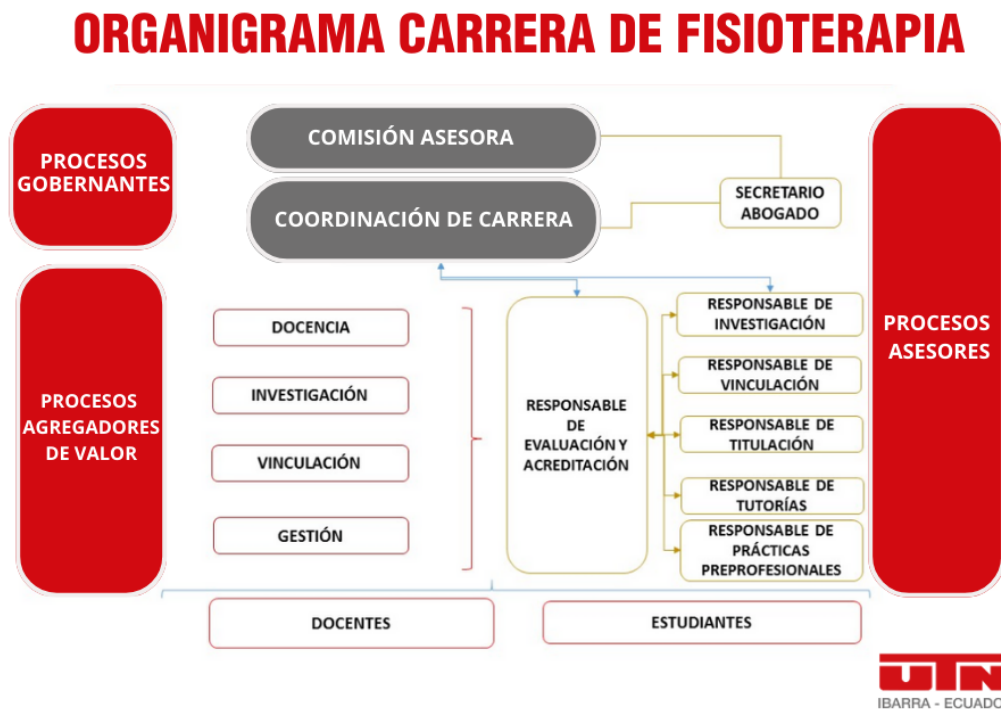 ORGANIGRAMA CARRERA DE FISIOTERAPIA
PROCESOS
GOBERNANTES
COMISIÓN ASESORA
COORDINACIÓN DE CARRERA
SECRETARIO
ABOGADO
PROCESOS
ASESORES
PROCESOS
AGREGADORES
DE VALOR
DOCENCIA
INVESTIGACIÓN
VINCULACIÓN
GESTIÓN
RESPONSABLE
DE
EVALUACIÓN Y
ACREDITACIÓN
RESPONSABLE DE
INVESTIGACIÓN
RESPONSABLE DE
VINCULACIÓN
RESPONSABLE DE
TITULACIÓN
RESPONSABLE DE
TUTORÍAS
RESPONSABLE DE
PRÁCTICAS
PREPROFESIONALES
DOCENTES
ESTUDIANTES
UTN
IBARRA - ECUADO